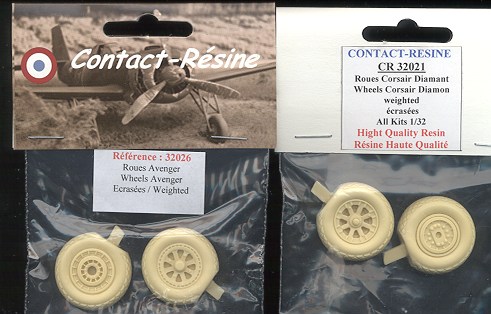 Contact-Résine
Référence : 32026
Roues Avenger
Wheels Avenger
Ecrasées / Weighted
CONTACT-RESINE
CR 32021
Roues Corsair Diamant
Wheels Corsair Diamon
weighted
écrasées
All Kits 1/32
Hight Quality Resin
Résine Haute Qualité